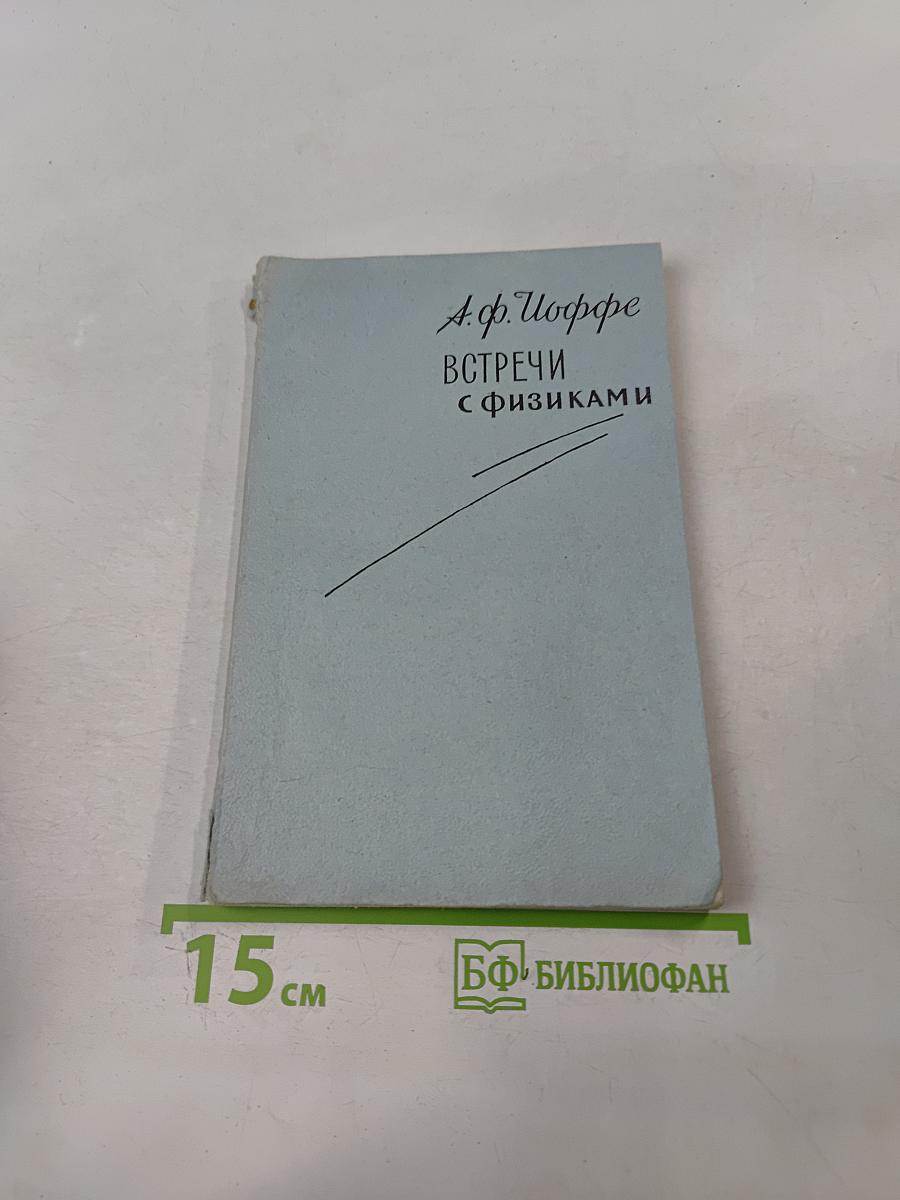 А. Ф. Иоффе
ВСТРЕЧИ
С ФИЗИКАМИ
15 см
БФ БИБЛИОФАН